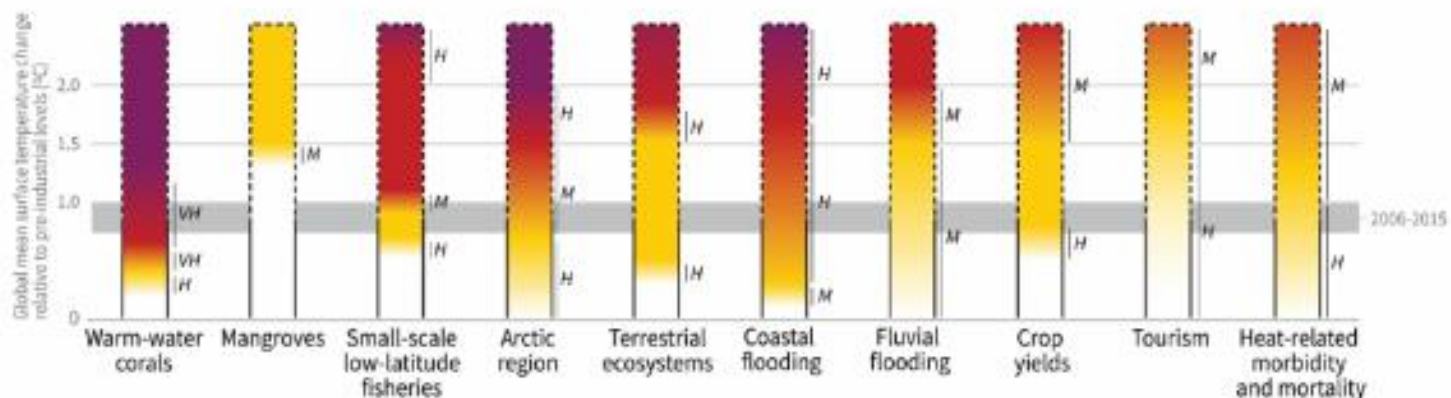 Global mean surface temperature change
relative to pre-industrial levels (ºC)
2.0
1.5
1.0
0
VH
VH
H
M
H
M
H
H
M
H
H
H
H
H
M
M
M
M
H
M
H
M
H
2006-2015
Warm-water
corals
Mangroves
Small-scale
low-latitude
fisheries
Arctic
region
Terrestrial
ecosystems
Coastal
flooding
Fluvial
flooding
Crop
yields
Tourism
Heat-related
morbidity
and mortality